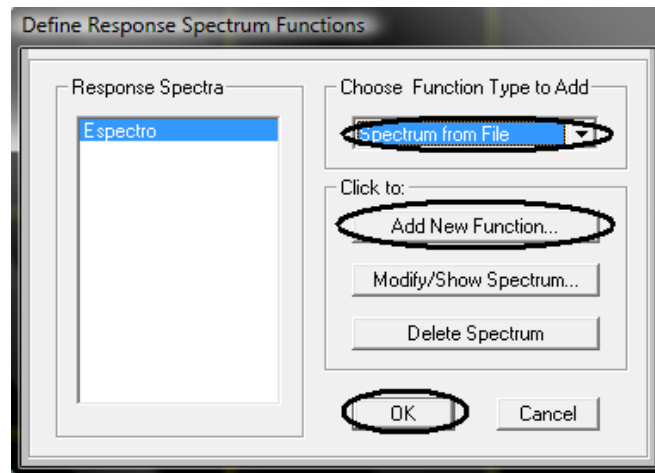 Define Response Spectrum Functions
Response Spectra
Espectro
Choose Function Type to Add
Spectrum from File
Click to:
Add New Function...
Modify/Show Spectrum...
Delete Spectrum
OK
Cancel